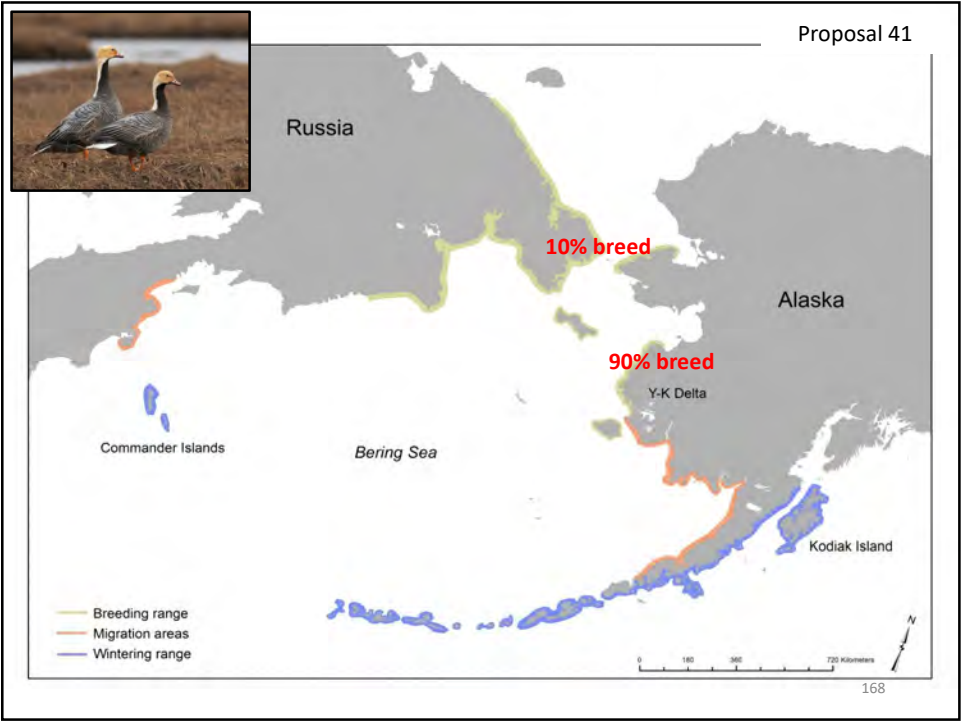 Proposal 41
Russia
10% breed
Alaska
90% breed
Y-K Delta
Commander Islands
Bering Sea
Kodiak Island
Breeding range
Migration areas
Wintering range
N
0 180 360 720 Kilometers
168